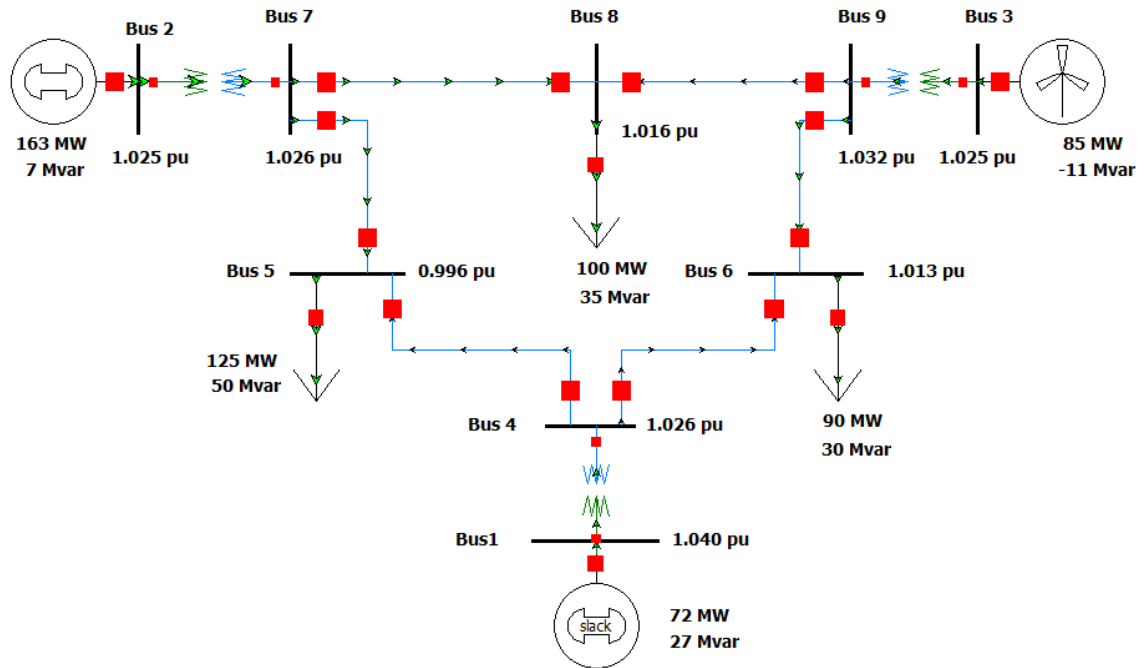 Bus 2
Bus 7
Bus 8
Bus 9
Bus 3
163 MW
7 Mvar
1.025 pu
1.026 pu
1.016 pu
1.032 pu
1.025 pu
85 MW
-11 Mvar
Bus 5
0.996 pu
100 MW
35 Mvar
Bus 6
1.013 pu
125 MW
50 Mvar
Bus 4
1.026 pu
90 MW
30 Mvar
Bus1
1.040 pu
slack
72 MW
27 Mvar